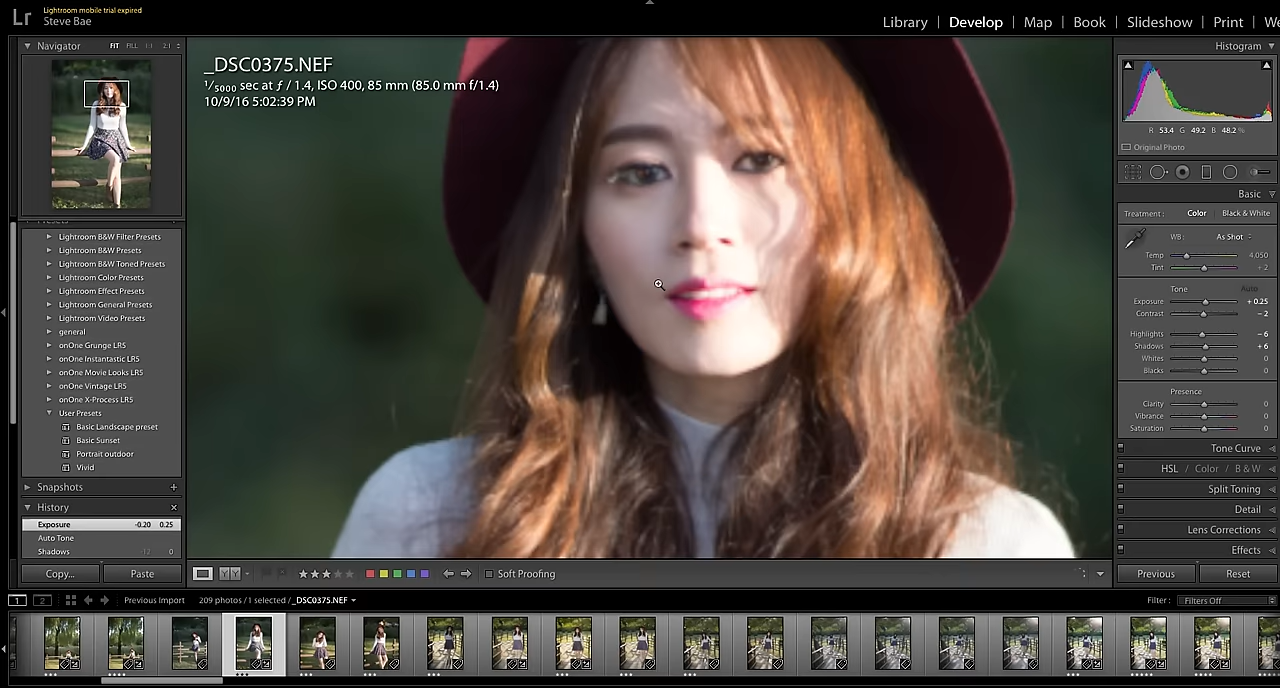 Lr
Lightroom mobile trial expired
Steve Bae
Library | Develop | Map | Book | Slideshow | Print | We
Navigator FIT FILL 1:1 2:1
Histogram
_DSC0375.NEF
1/5000 sec at ƒ / 1.4, ISO 400, 85 mm (85.0 mm f/1.4)
10/9/16 5:02:39 PM
R 53.4 G 49.2 B 48.2 %
Original Photo
Basic
Treatment : Color Black & White
WB : As Shot
Temp 4,050
Tint + 2
Tone Auto
Exposure + 0.25
Contrast – 2
Highlights – 6
Shadows + 6
Whites 0
Blacks 0
Presence
Clarity 0
Vibrance 0
Saturation 0
Tone Curve
HSL / Color / B & W
Split Toning
Detail
Lens Corrections
Effects
Previous Reset
Presets
Lightroom B&W Filter Presets
Lightroom B&W Presets
Lightroom B&W Toned Presets
Lightroom Color Presets
Lightroom Effect Presets
Lightroom General Presets
Lightroom Video Presets
general
onOne Grunge LR5
onOne Instantastic LR5
onOne Movie Looks LR5
onOne Vintage LR5
onOne X-Process LR5
User Presets
Basic Landscape preset
Basic Sunset
Portrait outdoor
Vivid
Snapshots +
History ×
Exposure -0.20 0.25
Auto Tone
Shadows -12 0
Copy... Paste
Y Y
Soft Proofing
1 2 Previous Import 209 photos / 1 selected / _DSC0375.NEF
Filter : Filters Off